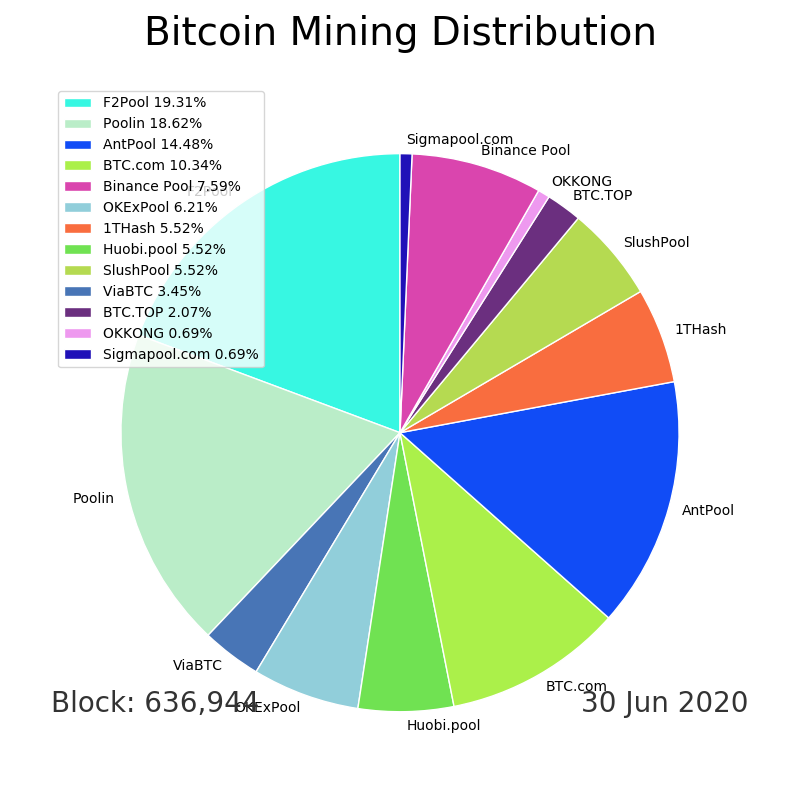 Bitcoin Mining Distribution
F2Pool 19.31%
Poolin 18.62%
AntPool 14.48%
BTC.com 10.34%
Binance Pool 7.59%
OKExPool 6.21%
1THash 5.52%
Huobi.pool 5.52%
SlushPool 5.52%
ViaBTC 3.45%
BTC.TOP 2.07%
OKKONG 0.69%
Sigmapool.com 0.69%
Sigmapool.com
Binance Pool
OKKONG
BTC.TOP
F2Pool
SlushPool
1THash
Poolin
AntPool
ViaBTC
BTC.com
OKExPool
Huobi.pool
Block: 636,944
30 Jun 2020